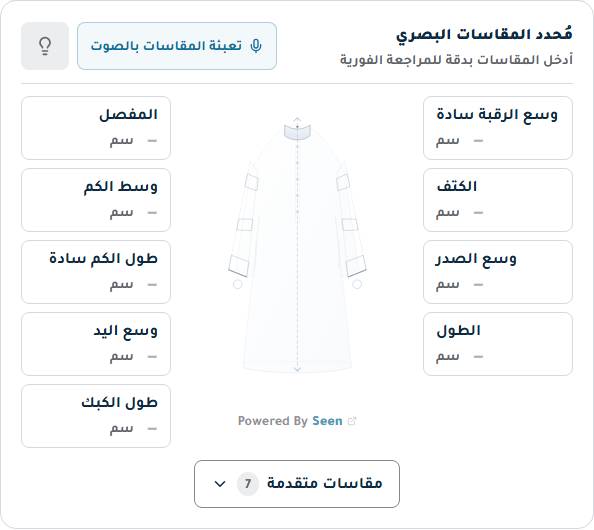 مُحدد المقاسات البصري
أدخل المقاسات بدقة للمراجعة الفورية
تعبئة المقاسات بالصوت
وسع الرقبة سادة
— سم
الكتف
— سم
وسع الصدر
— سم
الطول
— سم
المفصل
— سم
وسط الكم
— سم
طول الكم سادة
— سم
وسع اليد
— سم
طول الكبك
— سم
Powered By Seen
مقاسات متقدمة 7